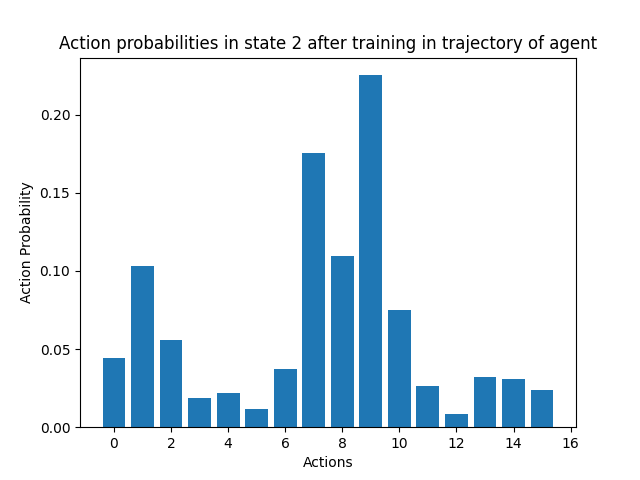 Action probabilities in state 2 after training in trajectory of agent
0.20
0.15
0.10
0.05
0.00
Action Probability
0 2 4 6 8 10 12 14 16
Actions